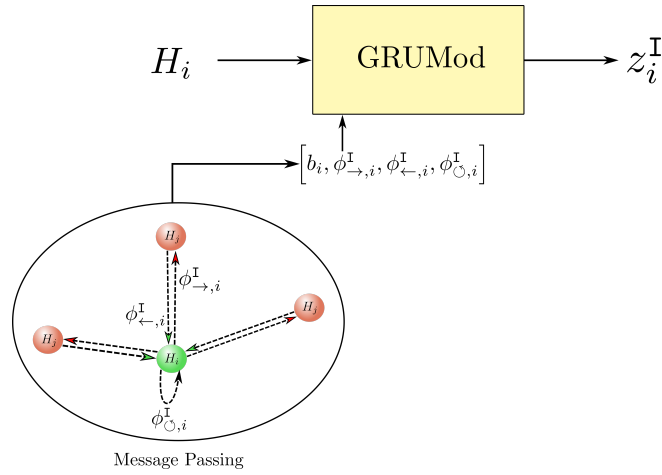 H_i GRUMod z_i^I
[b_i, ϕ^I_{→,i}, ϕ^I_{←,i}, ϕ^I_{↺,i}]
H_j
ϕ^I_{→,i}
H_j
ϕ^I_{←,i}
H_j
H_i
ϕ^I_{↺,i}
Message Passing